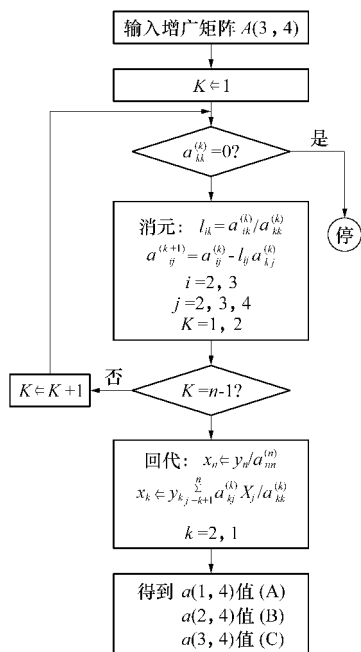 输入增广矩阵 A(3, 4)
K⇐1
a_{kk}^{(k)}=0?
是
停
消元: l_{ik}=a_{ik}^{(k)}/a_{kk}^{(k)}
a_{ij}^{(k+1)}=a_{ij}^{(k)}-l_{ij}a_{kj}^{(k)}
i=2, 3
j=2, 3, 4
K=1, 2
否
K⇐K+1
K=n-1?
回代: x_n⇐y_n/a_{nn}^{(n)}
x_k⇐y_k\sum_{j-k+1}^{n}a_{kj}^{(k)}X_j/a_{kk}^{(k)}
k=2, 1
得到 a(1, 4)值 (A)
a(2, 4)值 (B)
a(3, 4)值 (C)